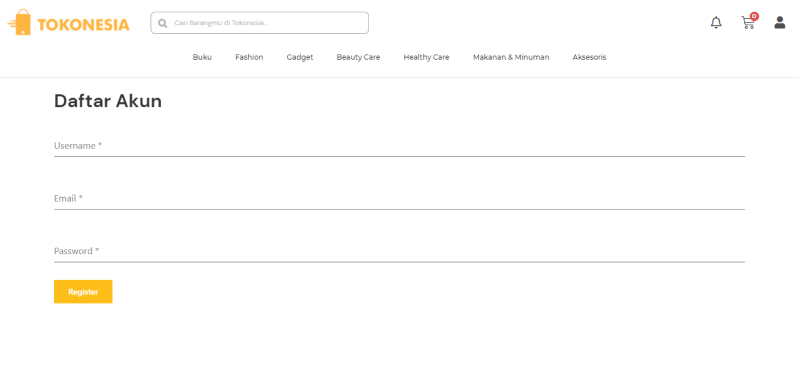 TOKONESIA
Cari Barangmu di Tokonesia...
0
Buku Fashion Gadget Beauty Care Healthy Care Makanan & Minuman Aksesoris
Daftar Akun
Username *
Email *
Password *
Register